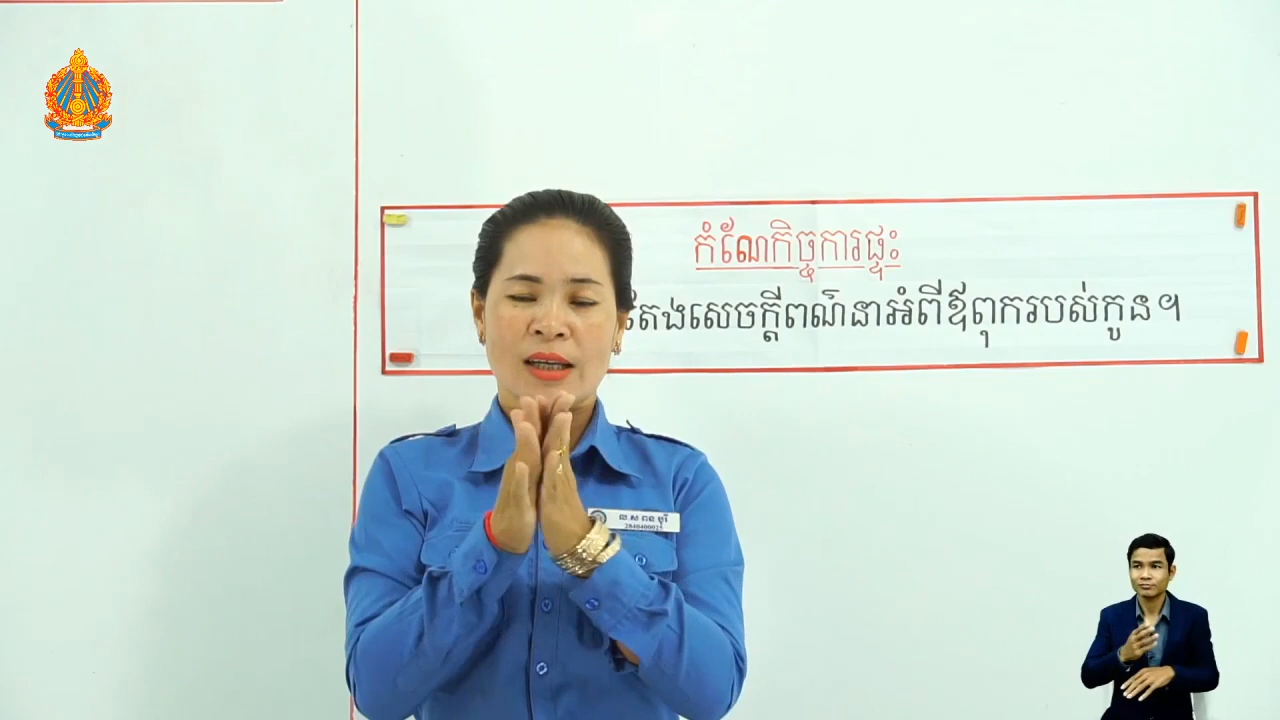 កំណែកិច្ចការផ្ទះ
តែងសេចក្តីពណ៌នាអំពីឪពុករបស់កូន។